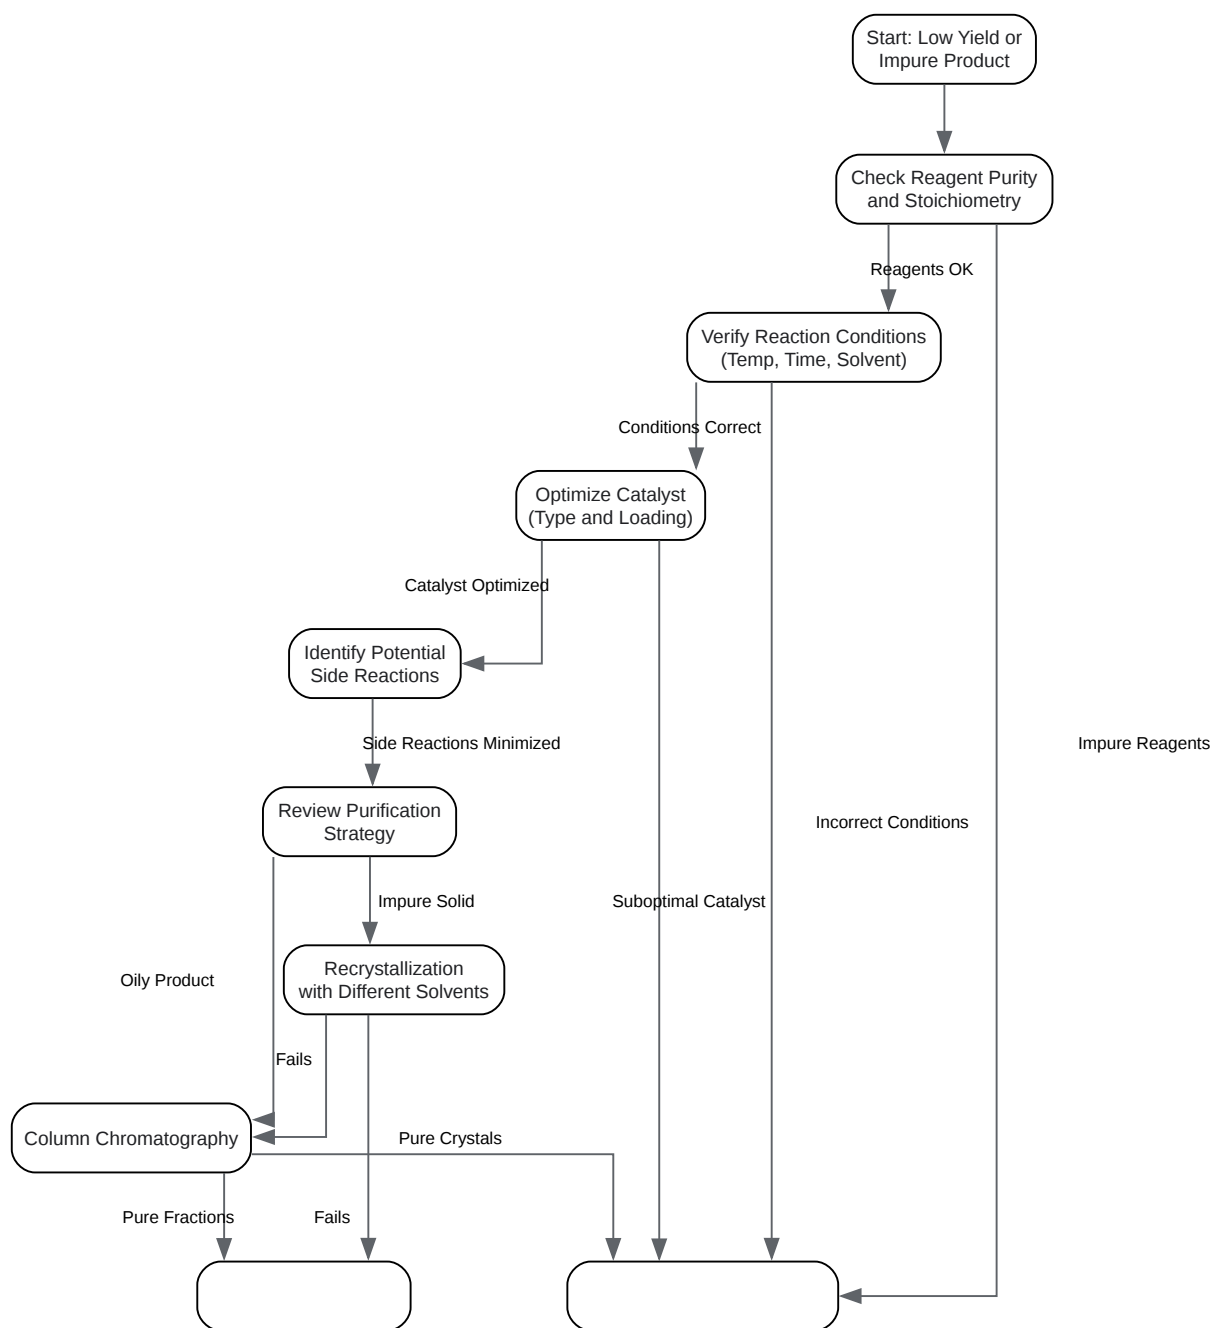 Start: Low Yield or
Impure Product
Check Reagent Purity
and Stoichiometry
Reagents OK
Verify Reaction Conditions
(Temp, Time, Solvent)
Conditions Correct
Optimize Catalyst
(Type and Loading)
Catalyst Optimized
Identify Potential
Side Reactions
Side Reactions Minimized
Impure Reagents
Review Purification
Strategy
Incorrect Conditions
Impure Solid
Suboptimal Catalyst
Recrystallization
with Different Solvents
Oily Product
Fails
Column Chromatography
Pure Crystals
Pure Fractions
Fails